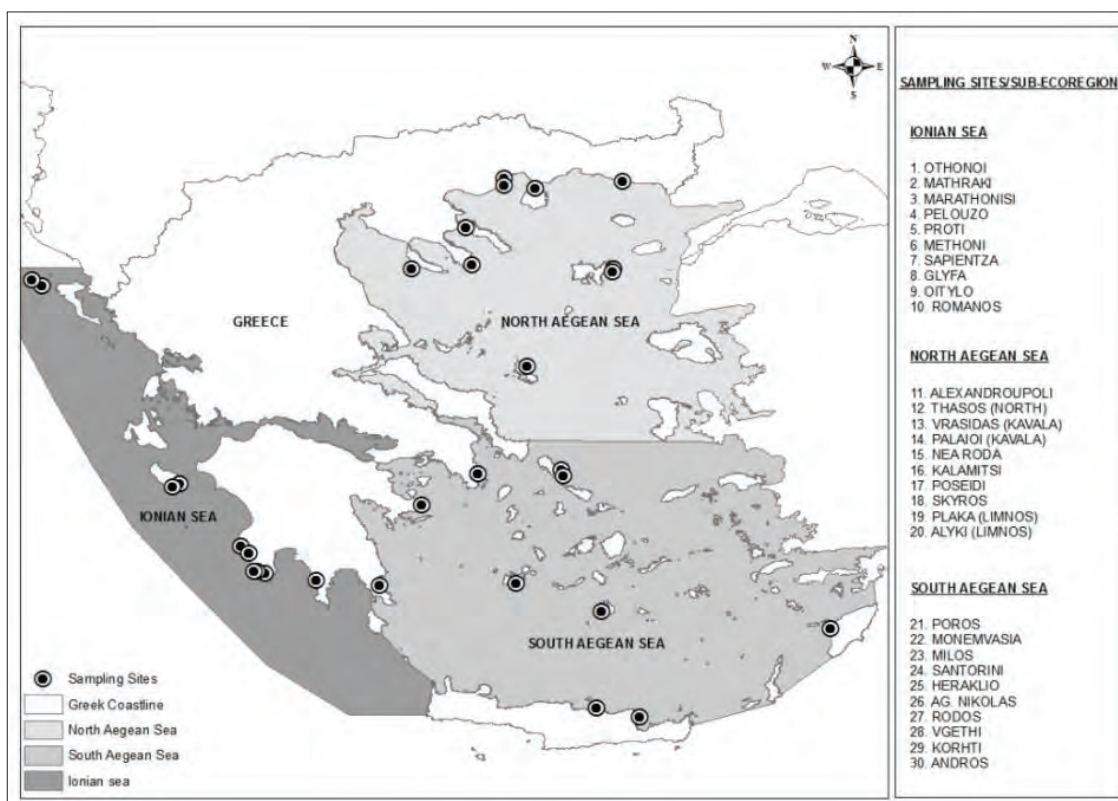 N
W E
S
GREECE
NORTH AEGEAN SEA
IONIAN SEA
SOUTH AEGEAN SEA
Sampling Sites
Greek Coastline
North Aegean Sea
South Aegean Sea
Ionian sea
SAMPLING SITES/SUB-ECOREGION
IONIAN SEA
1. OTHONOI
2. MATHRAKI
3. MARATHONISI
4. PELOUZO
5. PROTI
6. METHONI
7. SAPIENTZA
8. GLYFA
9. OITYLO
10. ROMANOS
NORTH AEGEAN SEA
11. ALEXANDROUPOLI
12. THASOS (NORTH)
13. VRASIDAS (KAVALA)
14. PALAIOI (KAVALA)
15. NEA RODA
16. KALAMITSI
17. POSEIDI
18. SKYROS
19. PLAKA (LIMNOS)
20. ALYKI (LIMNOS)
SOUTH AEGEAN SEA
21. POROS
22. MONEMVASIA
23. MILOS
24. SANTORINI
25. HERAKLIO
26. AG. NIKOLAS
27. RODOS
28. VGETHI
29. KORHTI
30. ANDROS